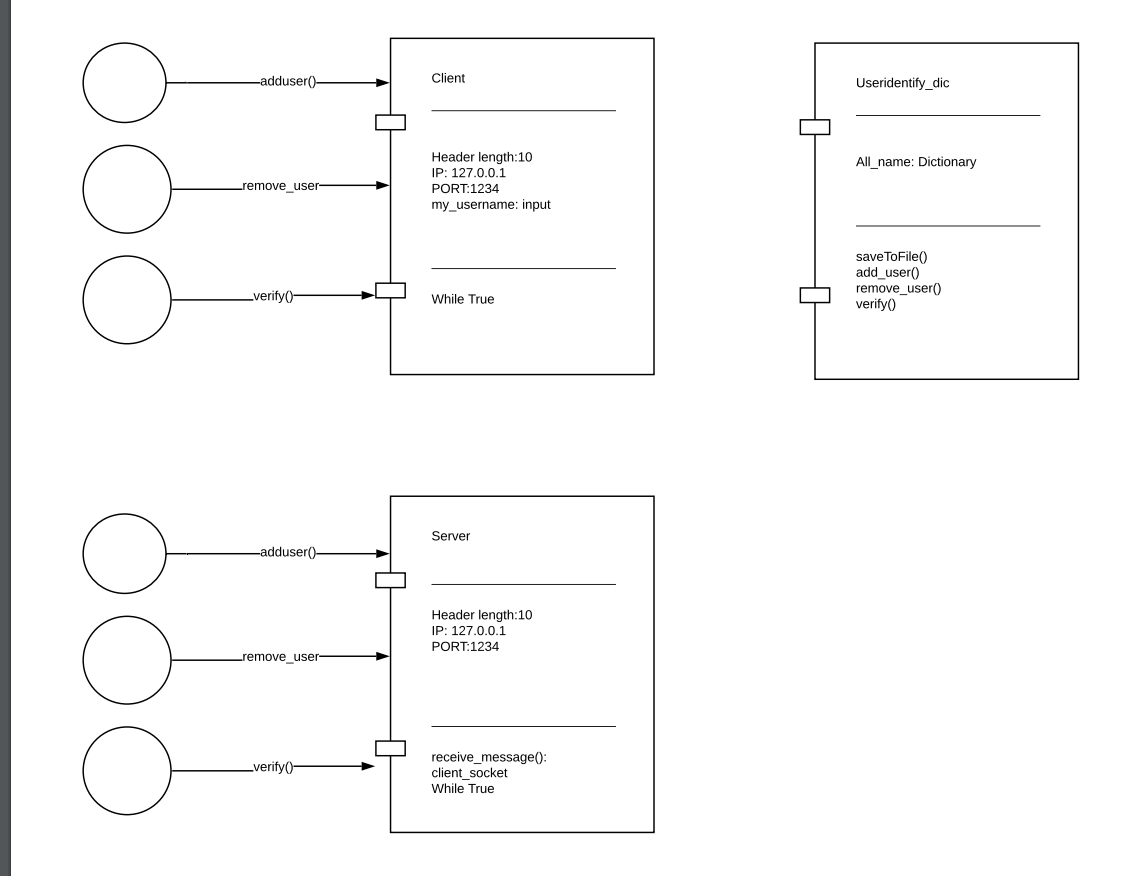 adduser()
remove_user
verify()
Client
Header length:10
IP: 127.0.0.1
PORT:1234
my_username: input
While True
Useridentify_dic
All_name: Dictionary
saveToFile()
add_user()
remove_user()
verify()
adduser()
remove_user
verify()
Server
Header length:10
IP: 127.0.0.1
PORT:1234
receive_message():
client_socket
While True